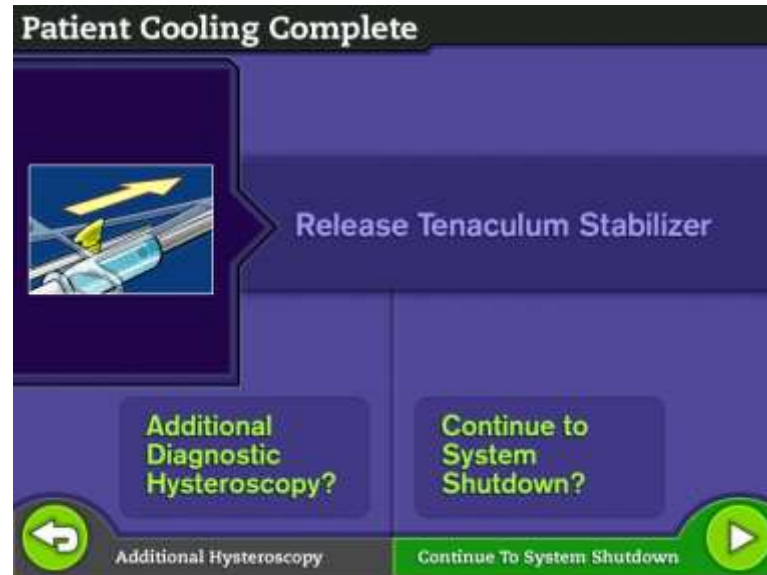 Patient Cooling Complete
Release Tenaculum Stabilizer
Additional
Diagnostic
Hysteroscopy?
Continue to
System
Shutdown?
Additional Hysteroscopy
Continue To System Shutdown